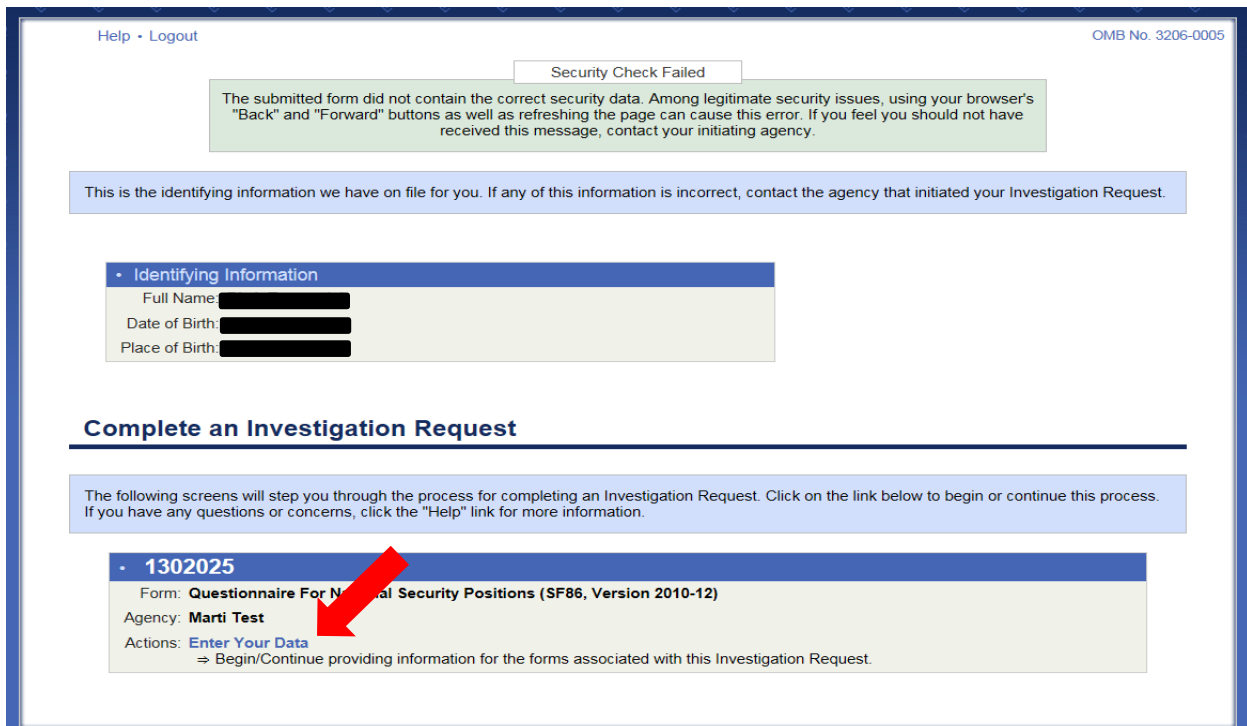 Help • Logout
OMB No. 3206-0005
Security Check Failed
The submitted form did not contain the correct security data. Among legitimate security issues, using your browser's
"Back" and "Forward" buttons as well as refreshing the page can cause this error. If you feel you should not have
received this message, contact your initiating agency.
This is the identifying information we have on file for you. If any of this information is incorrect, contact the agency that initiated your Investigation Request.
• Identifying Information
Full Name:
Date of Birth:
Place of Birth:
Complete an Investigation Request
The following screens will step you through the process for completing an Investigation Request. Click on the link below to begin or continue this process.
If you have any questions or concerns, click the "Help" link for more information.
• 1302025
Form: Questionnaire For Security Positions (SF86, Version 2010-12)
Agency: Marti Test
Actions: Enter Your Data
⇒ Begin/Continue providing information for the forms associated with this Investigation Request.